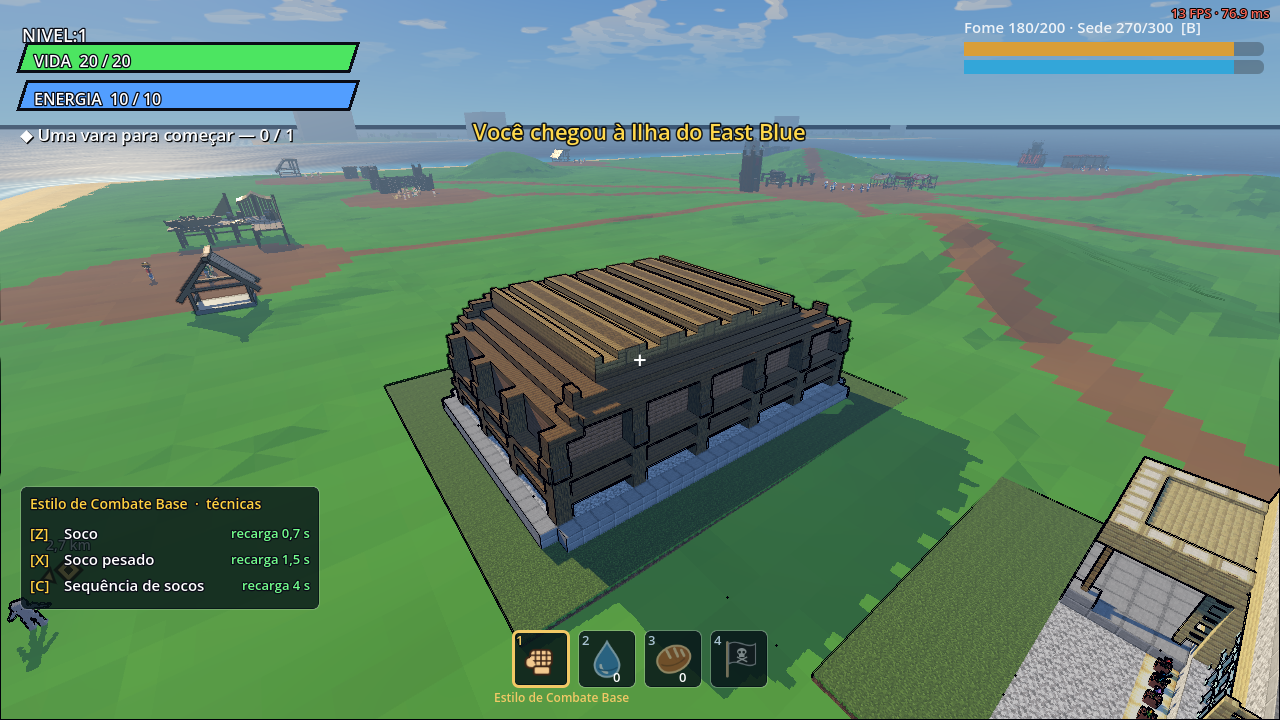 13 FPS · 76.9 ms
NIVEL:1
Fome 180/200 · Sede 270/300 [B]
VIDA 20 / 20
ENERGIA 10 / 10
◆ Uma vara para começar — 0 / 1
Você chegou à Ilha do East Blue
Estilo de Combate Base · técnicas
[Z] Soco recarga 0,7 s
2,7 km
[X] Soco pesado recarga 1,5 s
[C] Sequência de socos recarga 4 s
1 2 3 4
0 0
Estilo de Combate Base